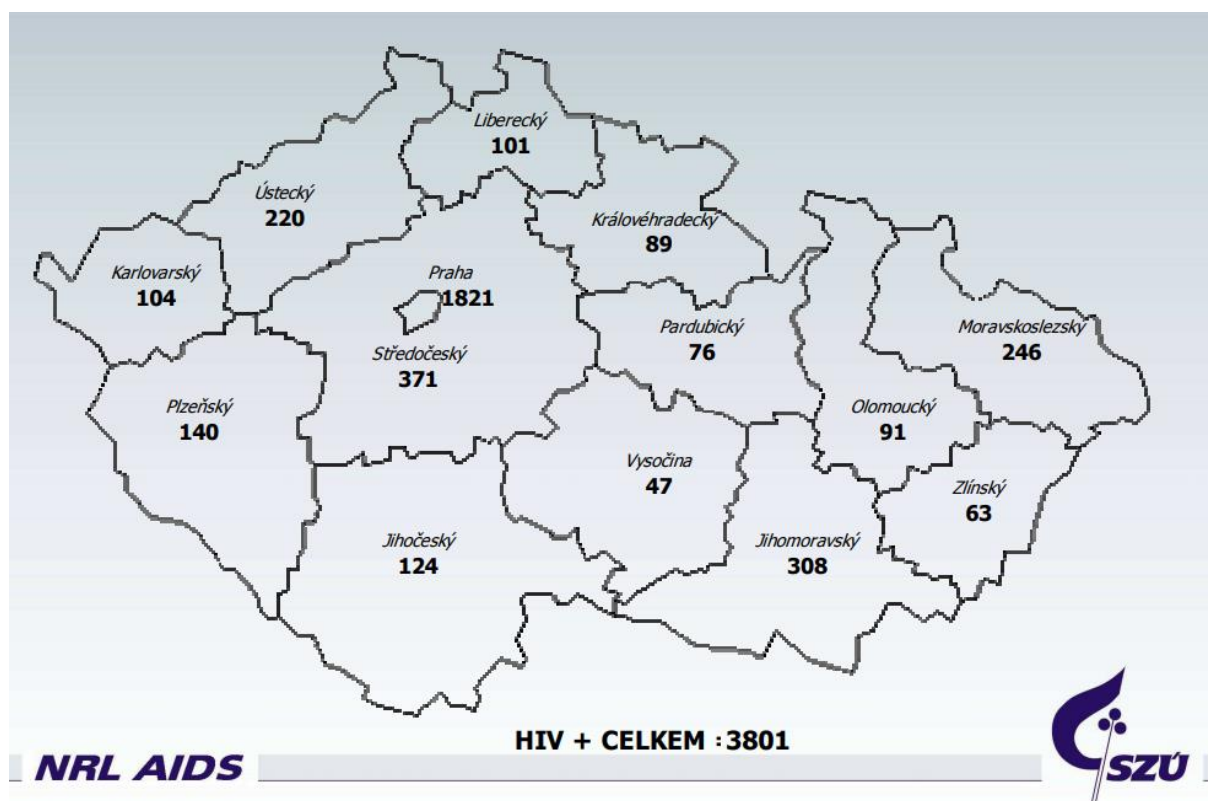 Liberecký
101
Ústecký
220
Královéhradecký
89
Karlovarský
104
Praha
1821
Pardubický
76
Moravskoslezský
246
Středočeský
371
Plzeňský
140
Olomoucký
91
Vysočina
47
Zlínský
63
Jihočeský
124
Jihomoravský
308
HIV + CELKEM : 3801
NRL AIDS
SZÚ